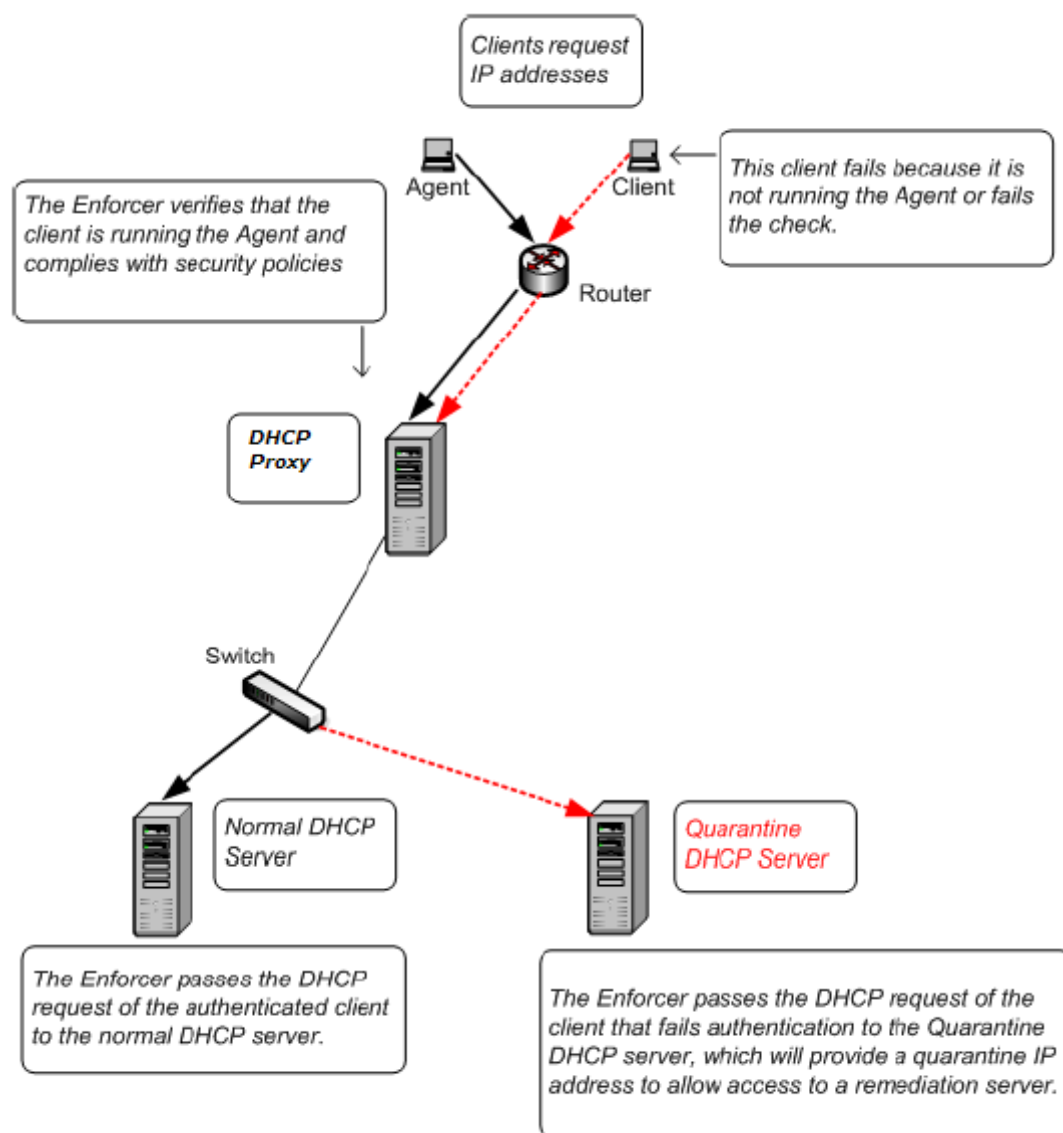 Clients request
IP addresses
Agent
Client
This client fails because it is
not running the Agent or fails
the check.
The Enforcer verifies that the
client is running the Agent and
complies with security policies
Router
DHCP
Proxy
Switch
Normal DHCP
Server
Quarantine
DHCP Server
The Enforcer passes the DHCP
request of the authenticated client
to the normal DHCP server.
The Enforcer passes the DHCP request of the
client that fails authentication to the Quarantine
DHCP server, which will provide a quarantine IP
address to allow access to a remediation server.